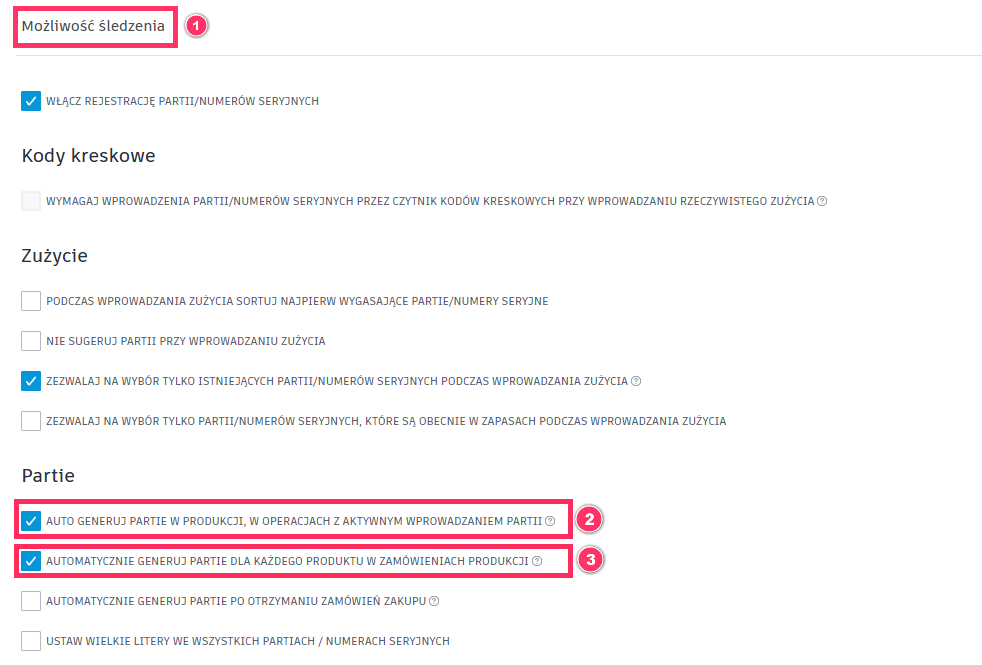 Możliwość śledzenia 1
WŁĄCZ REJESTRACJĘ PARTII/NUMERÓW SERYJNYCH
Kody kreskowe
WYMAGAJ WPROWADZENIA PARTII/NUMERÓW SERYJNYCH PRZEZ CZYTNIK KODÓW KRESKOWYCH PRZY WPROWADZANIU RZECZYWISTEGO ZUŻYCIA ?
Zużycie
PODCZAS WPROWADZANIA ZUŻYCIA SORTUJ NAJPIERW WYGASAJĄCE PARTIE/NUMERY SERYJNE
NIE SUGERUJ PARTII PRZY WPROWADZANIU ZUŻYCIA
ZEZWALAJ NA WYBÓR TYLKO ISTNIEJĄCYCH PARTII/NUMERÓW SERYJNYCH PODCZAS WPROWADZANIA ZUŻYCIA ?
ZEZWALAJ NA WYBÓR TYLKO PARTII/NUMERÓW SERYJNYCH, KTÓRE SĄ OBECNIE W ZAPASACH PODCZAS WPROWADZANIA ZUŻYCIA
Partie
AUTO GENERUJ PARTIE W PRODUKCJI, W OPERACJACH Z AKTYWNYM WPROWADZANIEM PARTII ? 2
AUTOMATYCZNIE GENERUJ PARTIE DLA KAŻDEGO PRODUKTU W ZAMÓWIENIACH PRODUKCJI ? 3
AUTOMATYCZNIE GENERUJ PARTIE PO OTRZYMANIU ZAMÓWIEŃ ZAKUPU ?
USTAW WIELKIE LITERY WE WSZYSTKICH PARTIACH / NUMERACH SERYJNYCH